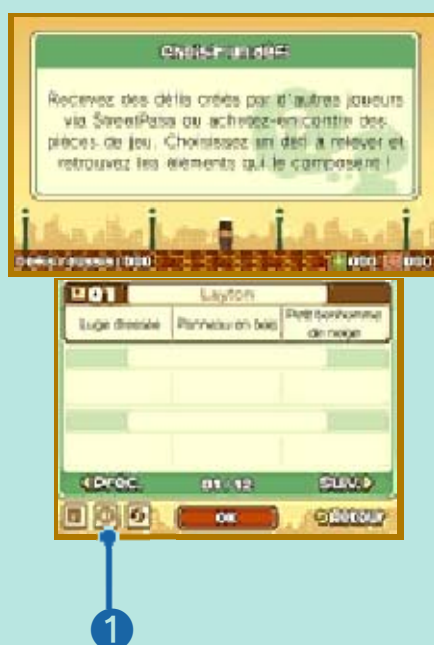 Choisir un défi
Recevez des défis créés par d'autres joueurs
via StreetPass ou achetez-en contre des
pièces de jeu. Choisissez un défi à relever et
retrouvez les éléments qui le composent !
000 000
01 Layton
Luge dressée Panneau en bois Petit bonhomme
de neige
Préc. 01/12 Suiv.
OK Retour
1